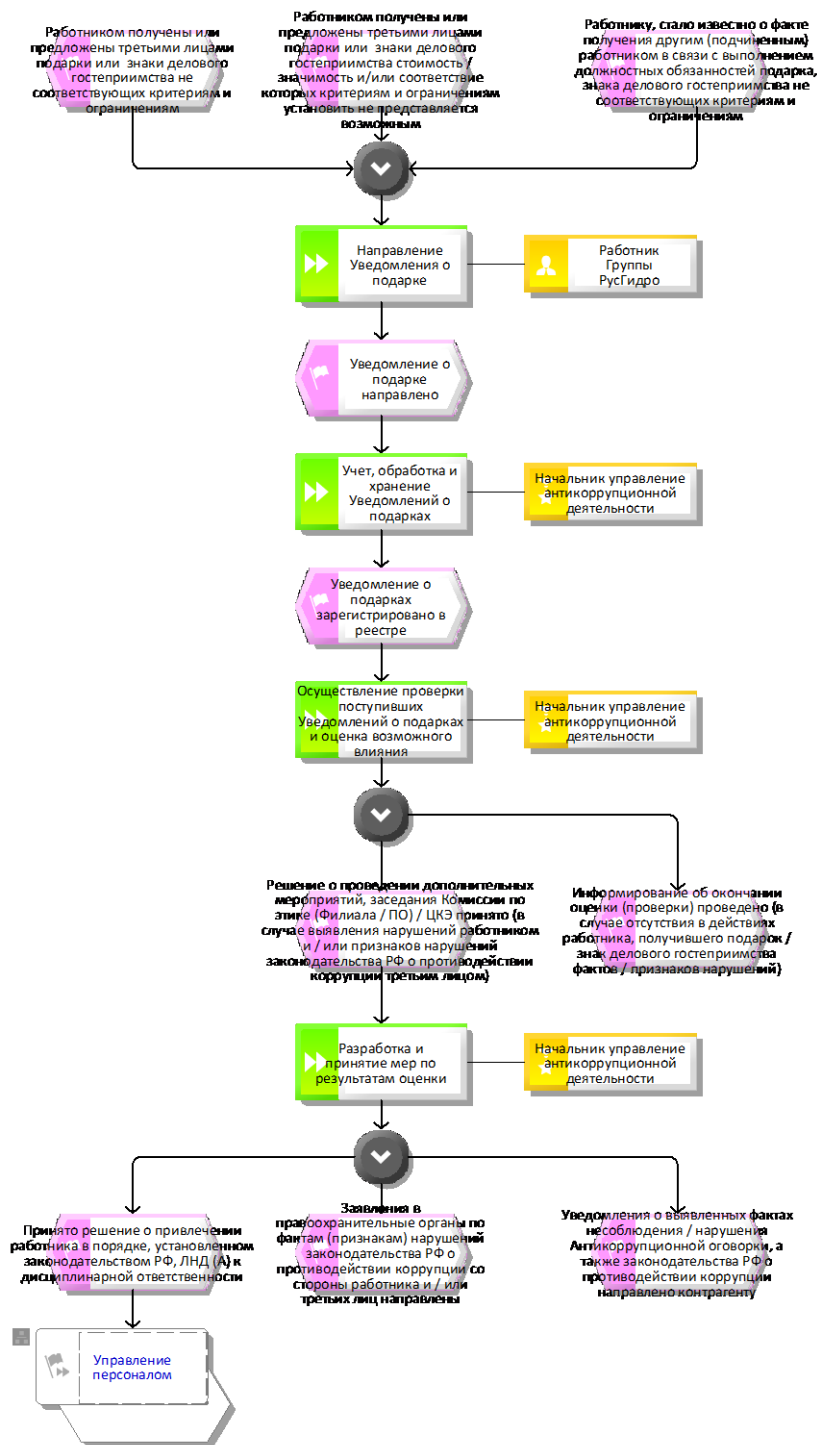 Работником получены или
предложены третьими лицами
подарки или знаки делового
гостеприимства не
соответствующих критериям и
ограничениям
Работником получены или
предложены третьими лицами
подарки или знаки делового
гостеприимства стоимость /
значимость и/или соответствие
которых критериям и ограничениям
установить не представляется
возможным
Работнику, стало известно о факте
получения другим (подчиненным)
работником в связи с выполнением
должностных обязанностей подарка,
знака делового гостеприимства не
соответствующих критериям и
ограничениям
Направление
Уведомления о
подарке
Работник
Группы
РусГидро
Уведомление о
подарке
направлено
Учет, обработка и
хранение
Уведомлений о
подарках
Начальник управление
антикоррупционной
деятельности
Уведомление о
подарках
зарегистрировано в
реестре
Осуществление проверки
поступивших
Уведомлений о подарках
и оценка возможного
влияния
Начальник управление
антикоррупционной
деятельности
Решение о проведении дополнительных
мероприятий, заседания Комиссии по
этике (Филиала / ПО) / ЦКЭ принято (в
случае выявления нарушений работником
и / или признаков нарушений
законодательства РФ о противодействии
коррупции третьим лицом)
Информирование об окончании
оценки (проверки) проведено (в
случае отсутствия в действиях
работника, получившего подарок /
знак делового гостеприимства
фактов / признаков нарушений)
Разработка и
принятие мер по
результатам оценки
Начальник управление
антикоррупционной
деятельности
Принято решение о привлечении
работника в порядке, установленном
законодательством РФ, ЛНД (А) к
дисциплинарной ответственности
Заявления в
правоохранительные органы по
фактам (признакам) нарушений
законодательства РФ о
противодействии коррупции со
стороны работника и / или
третьих лиц направлены
Уведомления о выявленных фактах
несоблюдения / нарушения
Антикоррупционной оговорки, а
также законодательства РФ о
противодействии коррупции
направлено контрагенту
Управление
персоналом